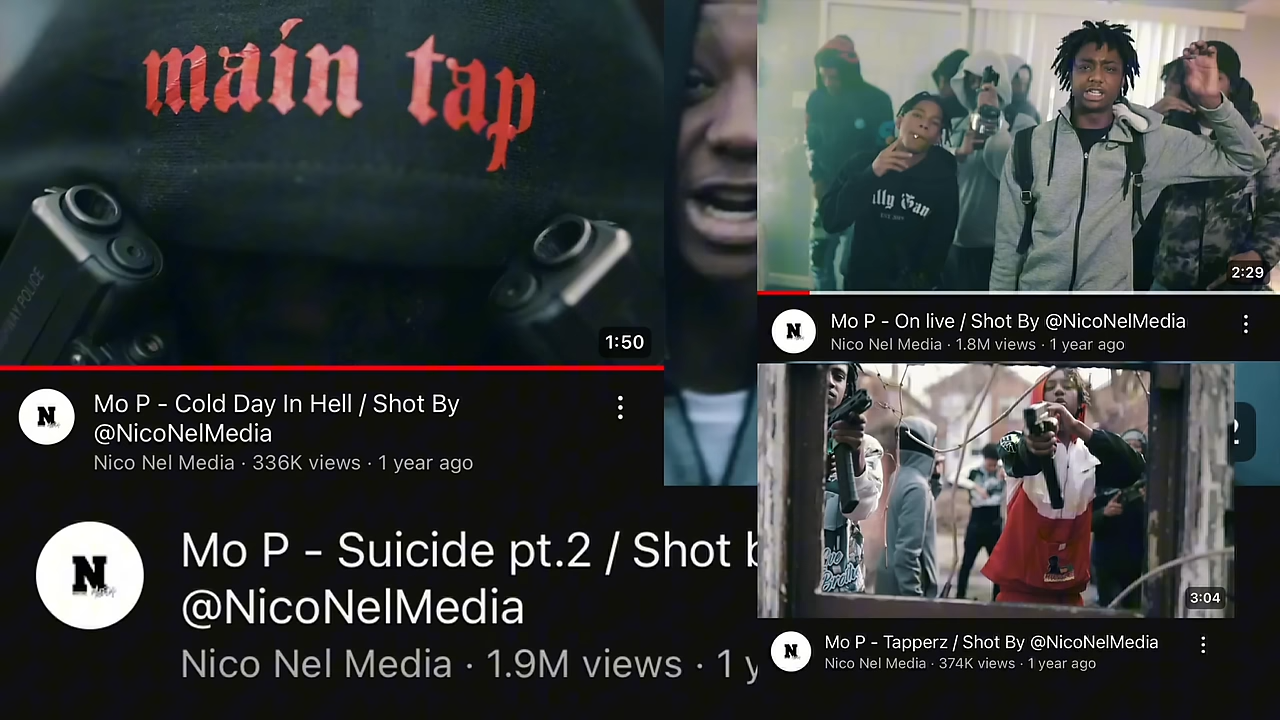 main tap
1:50
Mo P - Cold Day In Hell / Shot By
@NicoNelMedia
Nico Nel Media · 336K views · 1 year ago
N
Mo P - Suicide pt.2 / Shot
@NicoNelMedia
Nico Nel Media · 1.9M views · 1
N
2:29
Mo P - On live / Shot By @NicoNelMedia
Nico Nel Media · 1.8M views · 1 year ago
N
3:04
Mo P - Tapperz / Shot By @NicoNelMedia
Nico Nel Media · 374K views · 1 year ago
N